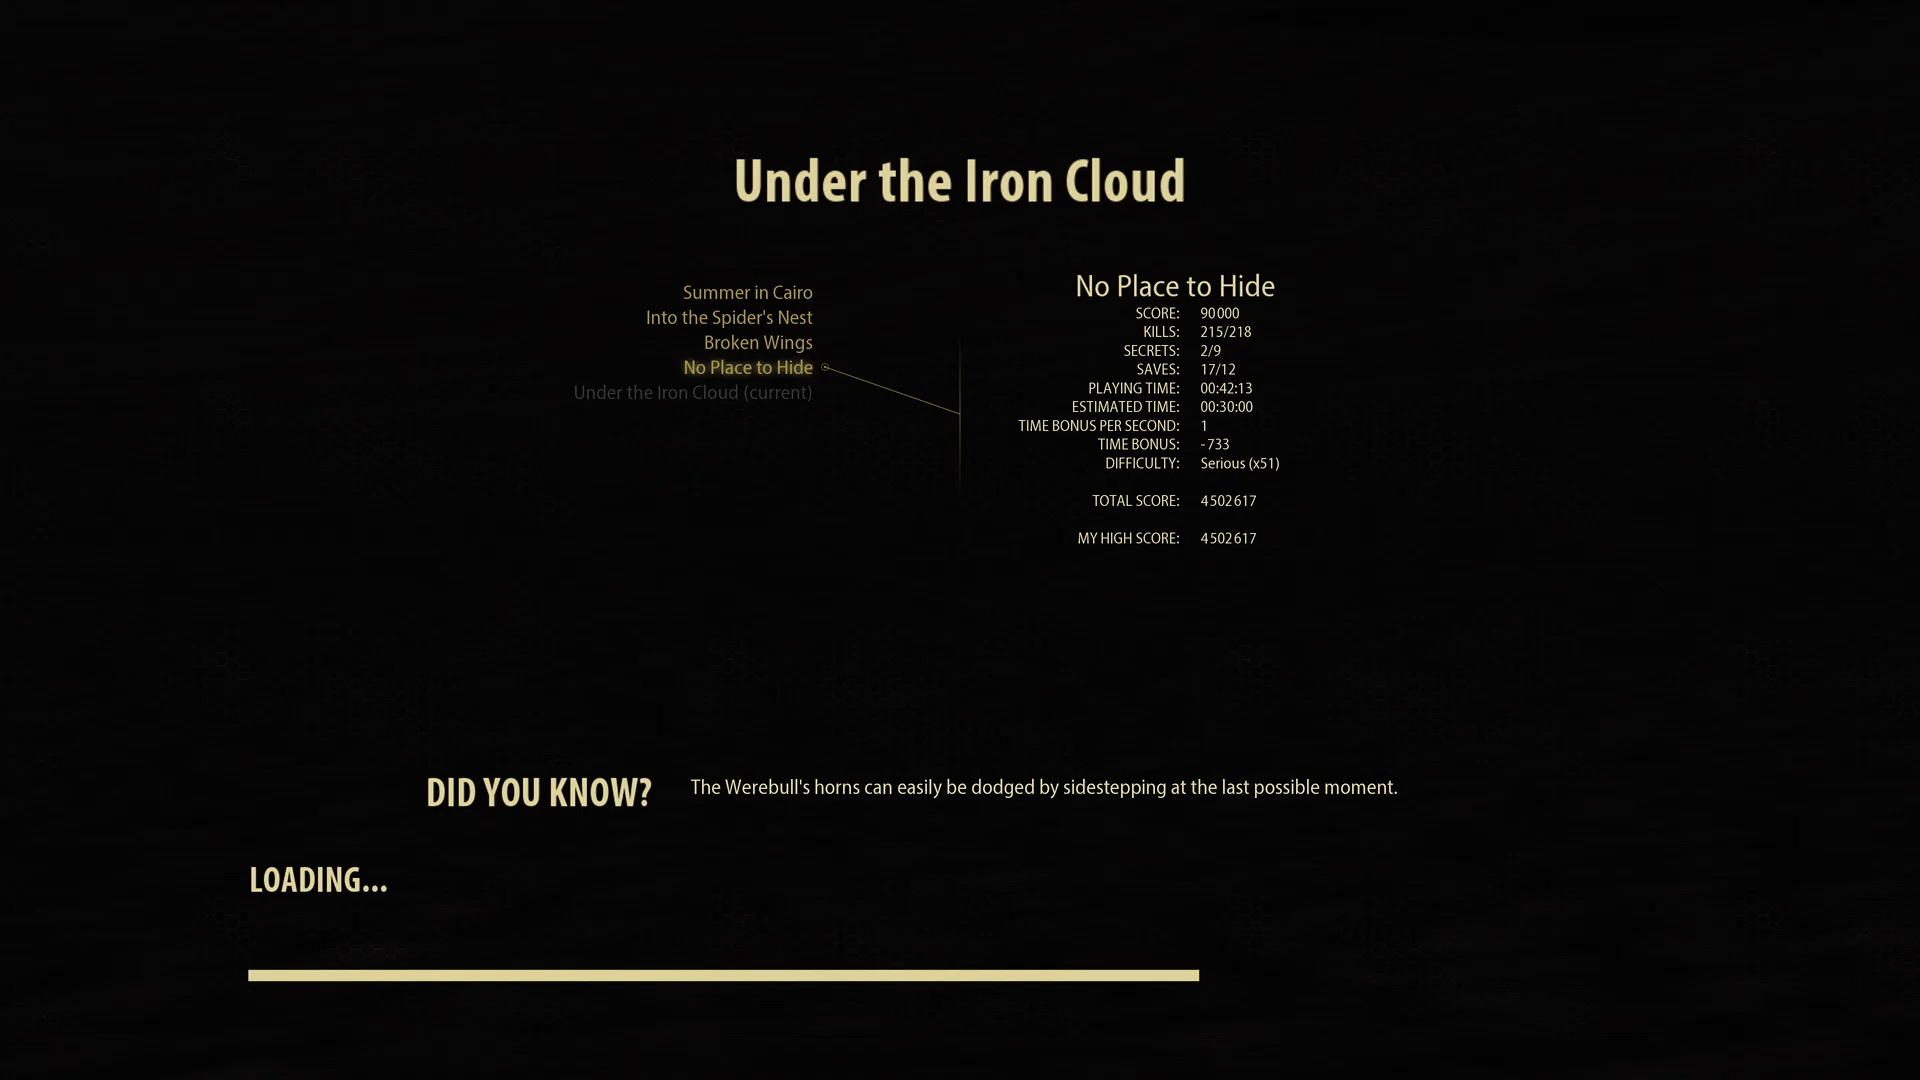 Under the Iron Cloud
Summer in Cairo
Into the Spider's Nest
Broken Wings
No Place to Hide
Under the Iron Cloud (current)
No Place to Hide
SCORE: 90000
KILLS: 215/218
SECRETS: 2/9
SAVES: 17/12
PLAYING TIME: 00:42:13
ESTIMATED TIME: 00:30:00
TIME BONUS PER SECOND: 1
TIME BONUS: -733
DIFFICULTY: Serious (x51)
TOTAL SCORE: 4502617
MY HIGH SCORE: 4502617
DID YOU KNOW? The Werebull's horns can easily be dodged by sidestepping at the last possible moment.
LOADING...